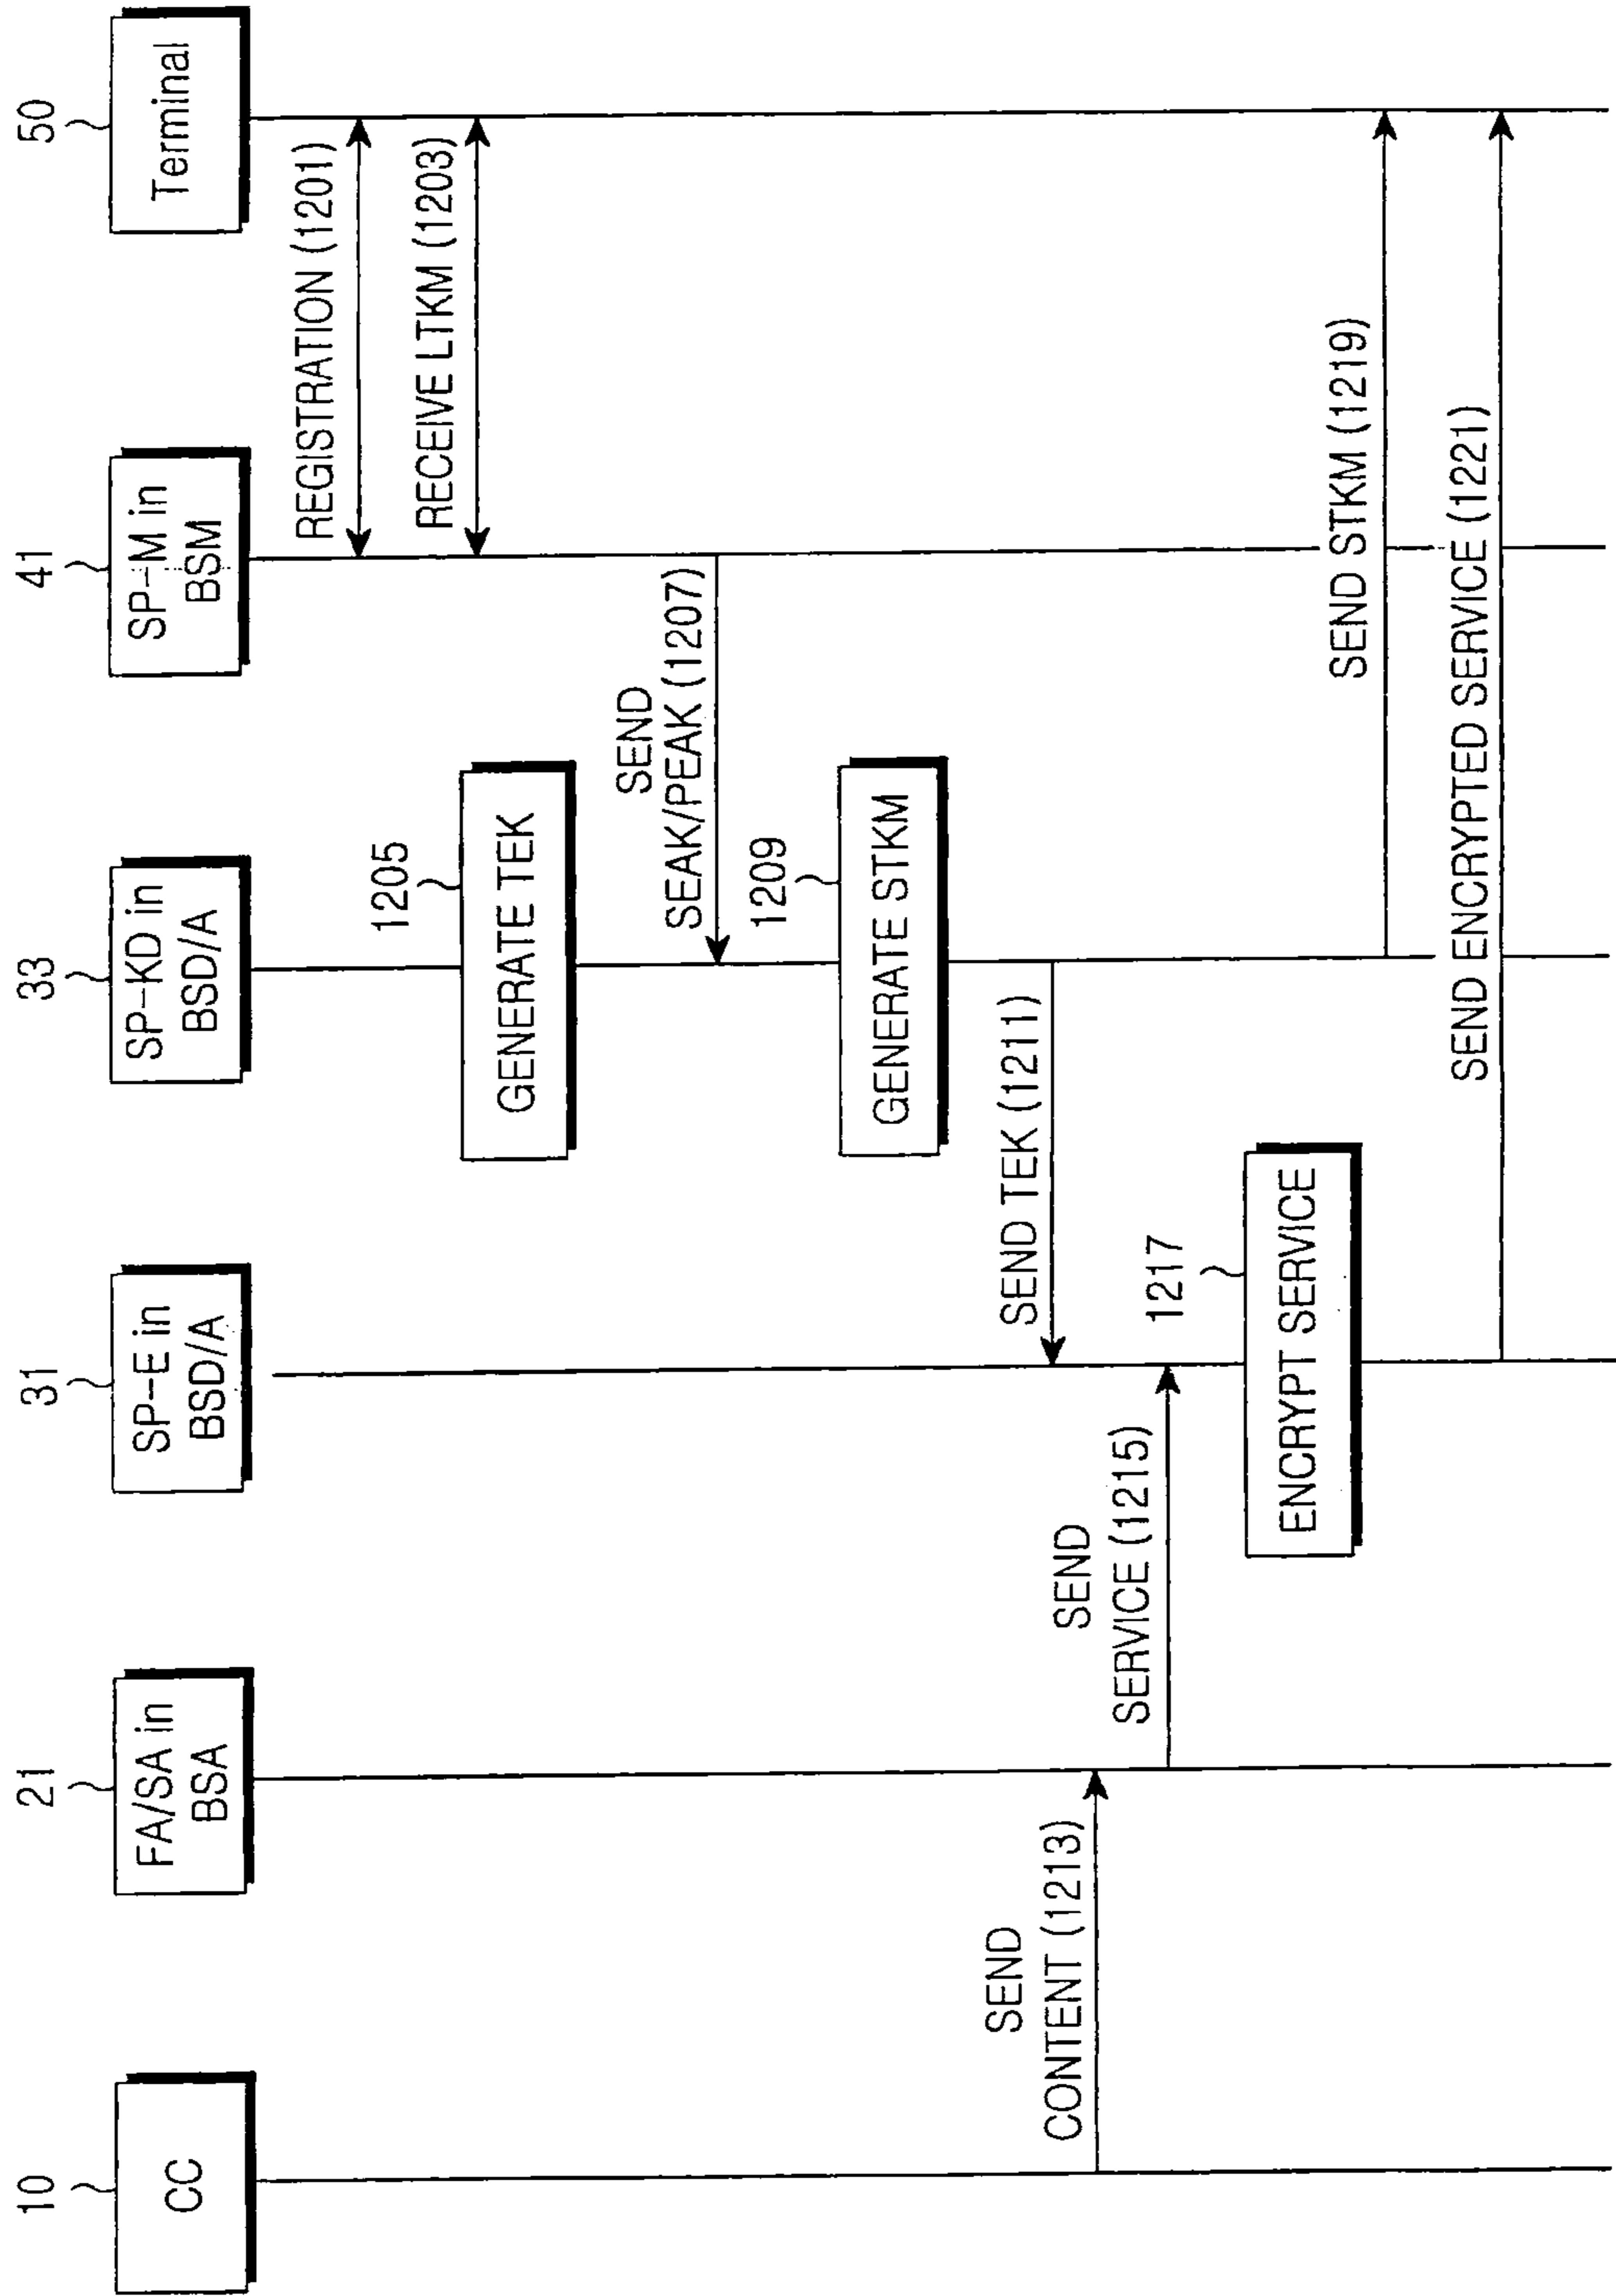 10
CC
21
FA/SA in
BSA
31
SP-E in
BSD/A
33
SP-KD in
BSD/A
41
SP-M in
BSM
50
Terminal
REGISTRATION (1201)
RECEIVE LTKM (1203)
1205
GENERATE TEK
SEND
SEAK/PEAK (1207)
1209
GENERATE STKM
SEND TEK (1211)
SEND
CONTENT (1213)
SEND
SERVICE (1215)
1217
ENCRYPT SERVICE
SEND STKM (1219)
SEND ENCRYPTED SERVICE (1221)